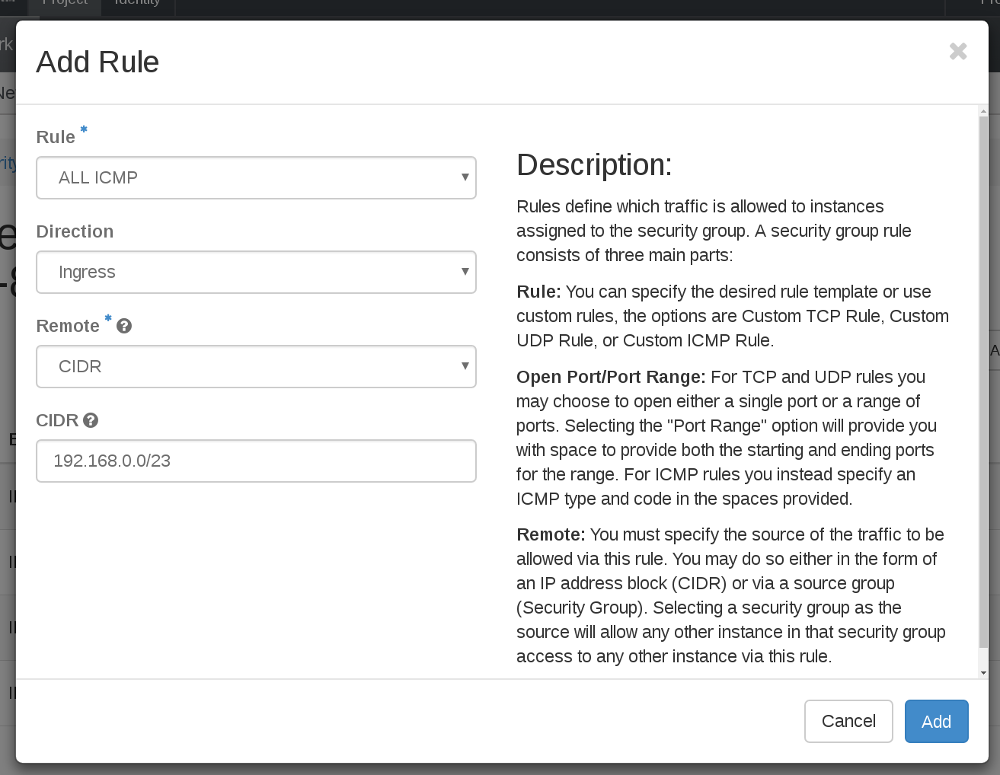 Project Identity
Add Rule
Rule *
ALL ICMP
Direction
Ingress
Remote *
CIDR
CIDR
192.168.0.0/23
Description:
Rules define which traffic is allowed to instances
assigned to the security group. A security group rule
consists of three main parts:
Rule: You can specify the desired rule template or use
custom rules, the options are Custom TCP Rule, Custom
UDP Rule, or Custom ICMP Rule.
Open Port/Port Range: For TCP and UDP rules you
may choose to open either a single port or a range of
ports. Selecting the "Port Range" option will provide you
with space to provide both the starting and ending ports
for the range. For ICMP rules you instead specify an
ICMP type and code in the spaces provided.
Remote: You must specify the source of the traffic to be
allowed via this rule. You may do so either in the form of
an IP address block (CIDR) or via a source group
(Security Group). Selecting a security group as the
source will allow any other instance in that security group
access to any other instance via this rule.
Cancel Add